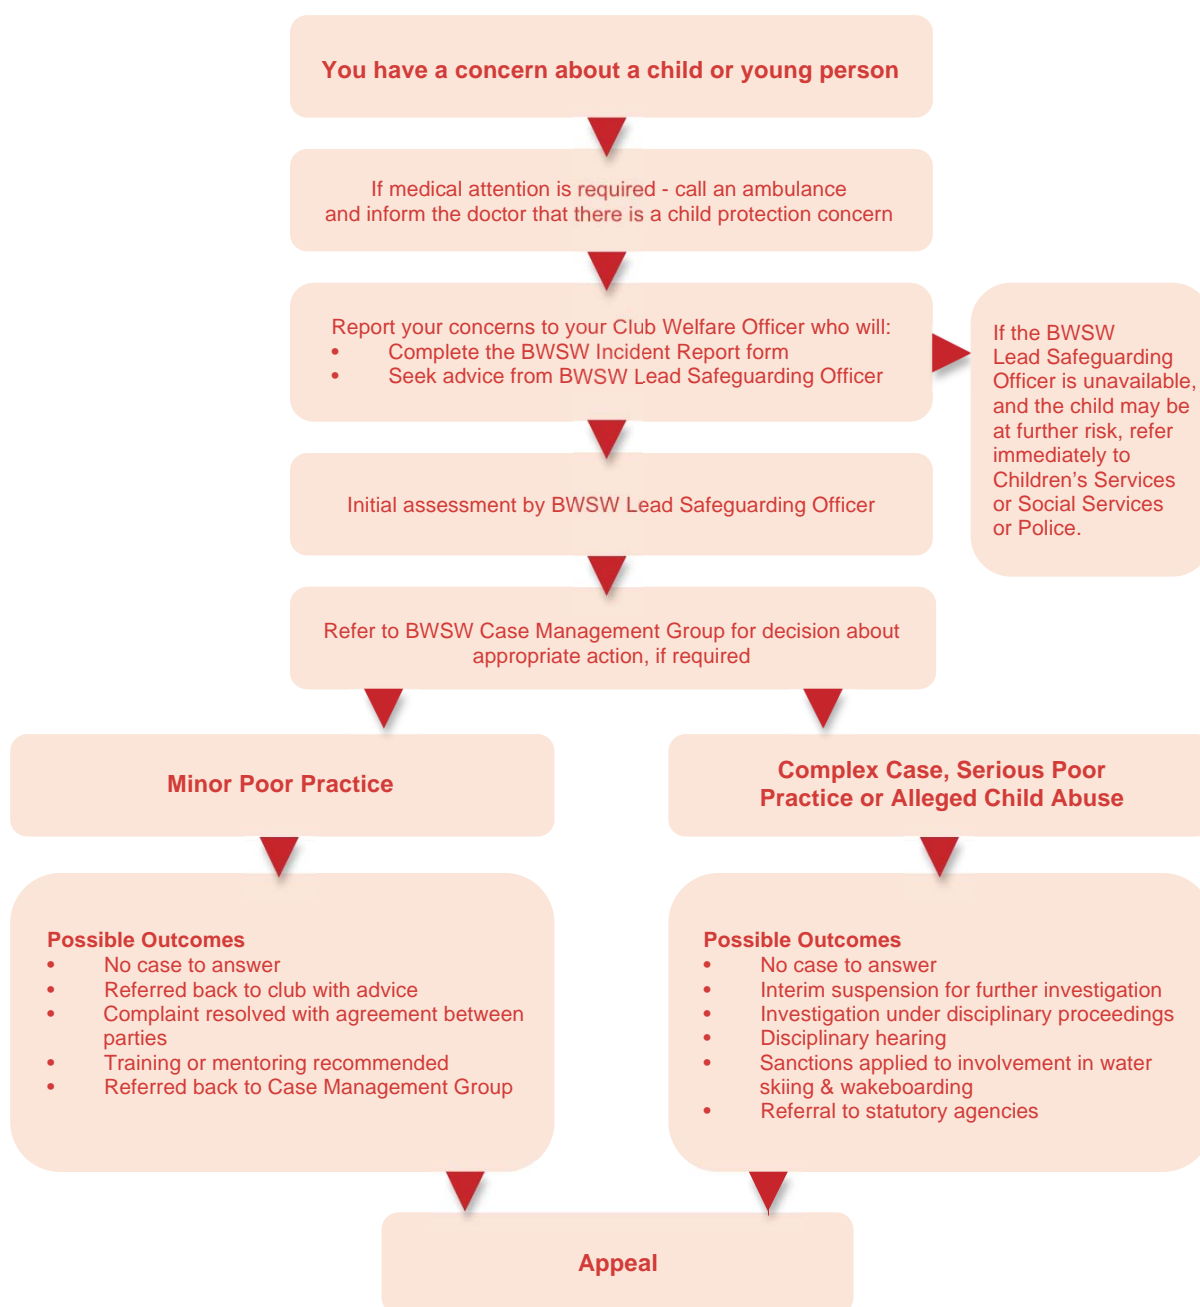 You have a concern about a child or young person
If medical attention is required - call an ambulance
and inform the doctor that there is a child protection concern
Report your concerns to your Club Welfare Officer who will:
• Complete the BWSW Incident Report form
• Seek advice from BWSW Lead Safeguarding Officer
If the BWSW
Lead Safeguarding
Officer is unavailable,
and the child may be
at further risk, refer
immediately to
Children’s Services
or Social Services
or Police.
Initial assessment by BWSW Lead Safeguarding Officer
Refer to BWSW Case Management Group for decision about
appropriate action, if required
Minor Poor Practice
Complex Case, Serious Poor
Practice or Alleged Child Abuse
Possible Outcomes
• No case to answer
• Referred back to club with advice
• Complaint resolved with agreement between
parties
• Training or mentoring recommended
• Referred back to Case Management Group
Possible Outcomes
• No case to answer
• Interim suspension for further investigation
• Investigation under disciplinary proceedings
• Disciplinary hearing
• Sanctions applied to involvement in water
skiing & wakeboarding
• Referral to statutory agencies
Appeal